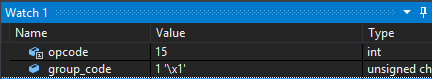 Watch 1
Name Value Type
opcode 15 int
group_code 1 '\x1' unsigned ch